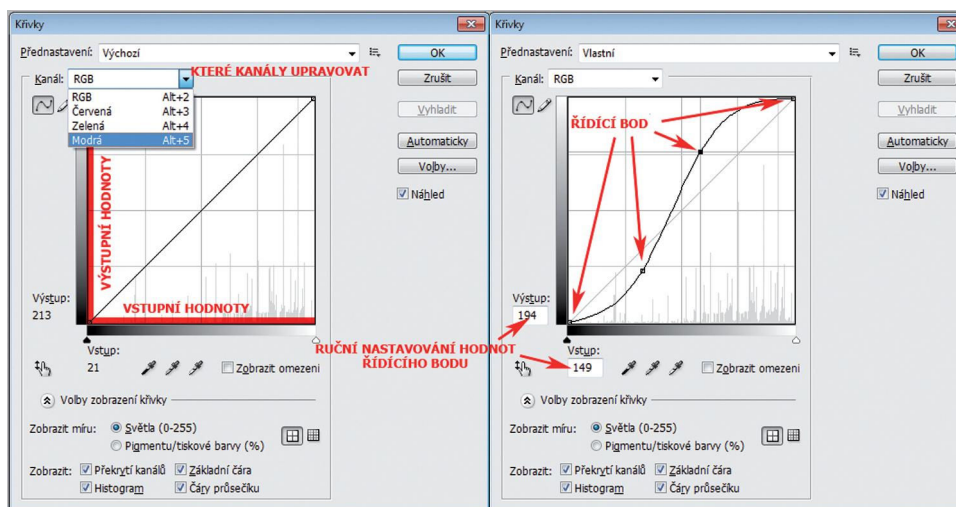 Křivky
Přednastavení: Výchozí
OK
Kanál: RGB
KTERÉ KANÁLY UPRAVOVAT
Zrušit
RGB Alt+2
Červená Alt+3
Zelená Alt+4
Modrá Alt+5
Vyhladit
Automaticky
Volby...
Náhled
VÝSTUPNÍ HODNOTY
VSTUPNÍ HODNOTY
Výstup:
213
Vstup:
21
Zobrazit omezeni
Volby zobrazení křivky
Zobrazit míru: Světla (0-255)
Pigmentu/tiskové barvy (%)
Zobrazit: Překrytí kanálů Základní čára
Histogram Čáry průsečíku
Křivky
Přednastavení: Vlastní
OK
Kanál: RGB
Zrušit
Vyhladit
ŘÍDÍCÍ BOD
Automaticky
Volby...
Náhled
Výstup:
194
RUČNÍ NASTAVOVÁNÍ HODNOT
ŘÍDÍCÍHO BODU
Vstup:
149
Zobrazit omezeni
Volby zobrazení křivky
Zobrazit míru: Světla (0-255)
Pigmentu/tiskové barvy (%)
Zobrazit: Překrytí kanálů Základní čára
Histogram Čáry průsečíku